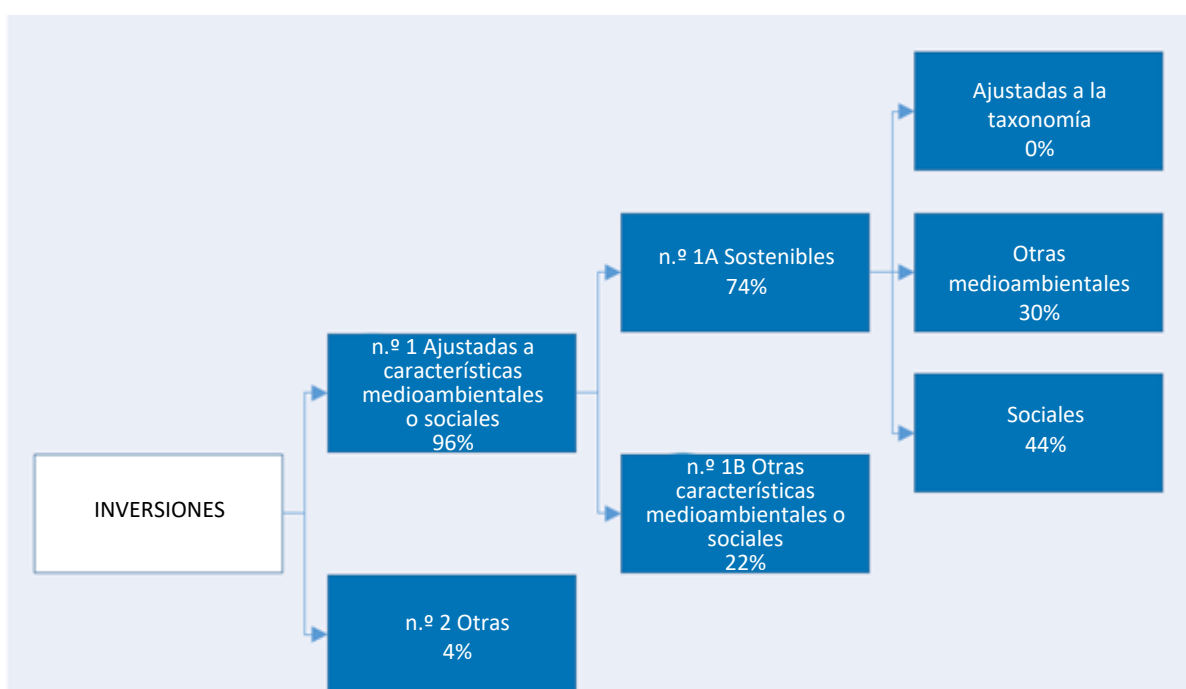 Ajustadas a la
taxonomía
0%
n.º 1A Sostenibles
74%
Otras
medioambientales
30%
n.º 1 Ajustadas a
características
medioambientales
o sociales
96%
Sociales
44%
n.º 1B Otras
características
medioambientales o
sociales
22%
INVERSIONES
n.º 2 Otras
4%